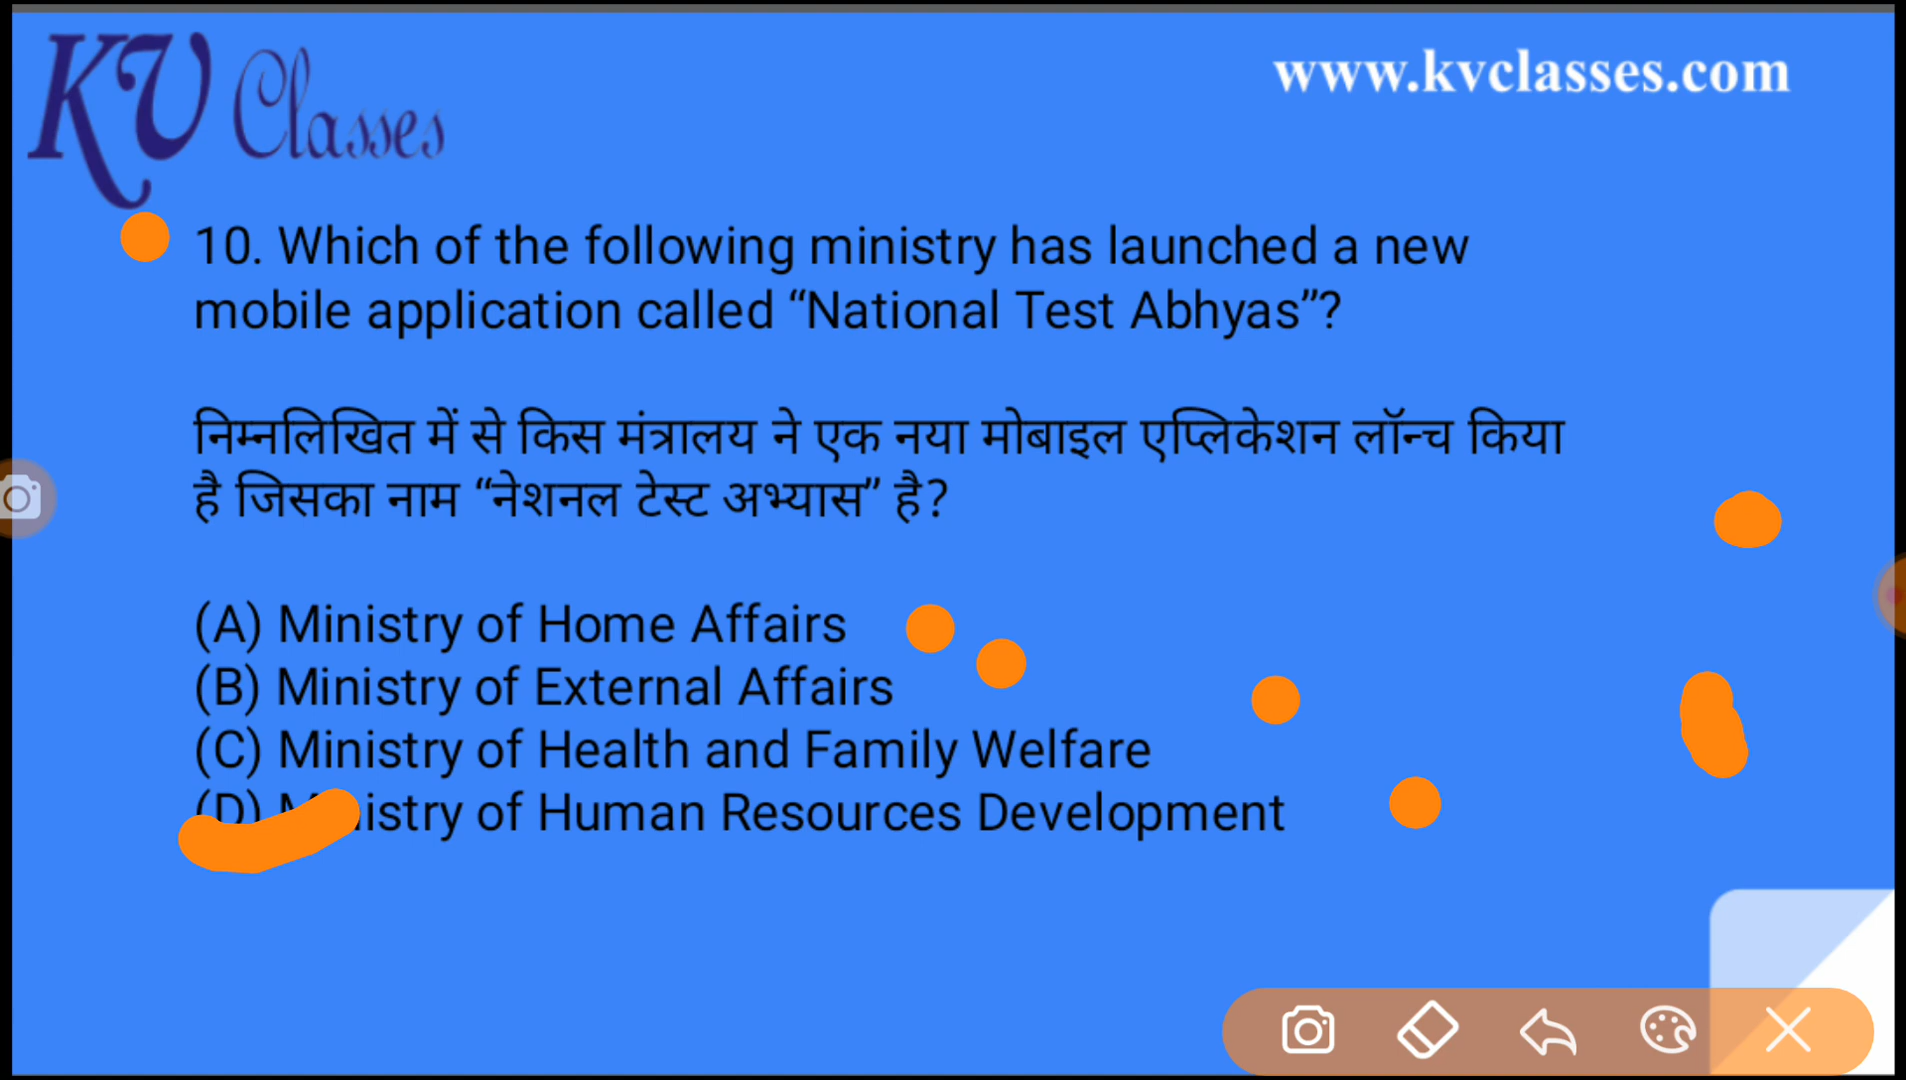 KV Classes
www.kvclasses.com
10. Which of the following ministry has launched a new
mobile application called “National Test Abhyas”?
निम्नलिखित में से किस मंत्रालय ने एक नया मोबाइल एप्लिकेशन लॉन्च किया
है जिसका नाम “नेशनल टेस्ट अभ्यास” है?
(A) Ministry of Home Affairs
(B) Ministry of External Affairs
(C) Ministry of Health and Family Welfare
(D) Ministry of Human Resources Development